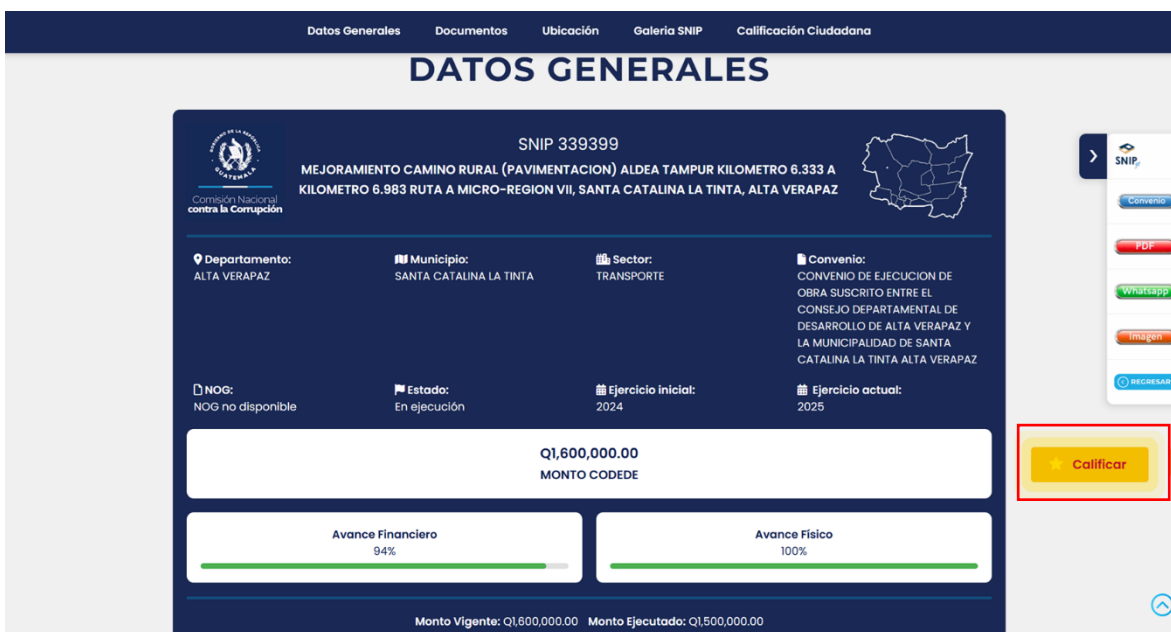 Datos Generales Documentos Ubicación Galeria SNIP Calificación Ciudadana
DATOS GENERALES
GOBIERNO DE LA REPÚBLICA
GUATEMALA
Comisión Nacional
contra la Corrupción
SNIP 339399
MEJORAMIENTO CAMINO RURAL (PAVIMENTACION) ALDEA TAMPUR KILOMETRO 6.333 A
KILOMETRO 6.983 RUTA A MICRO-REGION VII, SANTA CATALINA LA TINTA, ALTA VERAPAZ
Departamento:
ALTA VERAPAZ
Municipio:
SANTA CATALINA LA TINTA
Sector:
TRANSPORTE
Convenio:
CONVENIO DE EJECUCION DE
OBRA SUSCRITO ENTRE EL
CONSEJO DEPARTAMENTAL DE
DESARROLLO DE ALTA VERAPAZ Y
LA MUNICIPALIDAD DE SANTA
CATALINA LA TINTA ALTA VERAPAZ
NOG:
NOG no disponible
Estado:
En ejecución
Ejercicio inicial:
2024
Ejercicio actual:
2025
Q1,600,000.00
MONTO CODEDE
Avance Financiero
94%
Avance Físico
100%
Monto Vigente: Q1,600,000.00 Monto Ejecutado: Q1,500,000.00
SNIP
Convenio
PDF
Whatsapp
Imagen
REGRESAR
Calificar